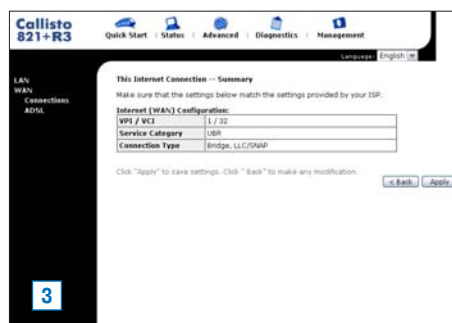 Callisto
821+R3
Quick Start | Status | Advanced | Diagnostics | Management
Language: English
LAN
WAN
Connections
ADSL
This Internet Connection -- Summary
Make sure that the settings below match the settings provided by your ISP.
Internet (WAN) Configuration:
VPI / VCI 1 / 32
Service Category UBR
Connection Type Bridge, LLC/SNAP
Click "Apply" to save settings. Click " Back" to make any modification.
< Back Apply
3